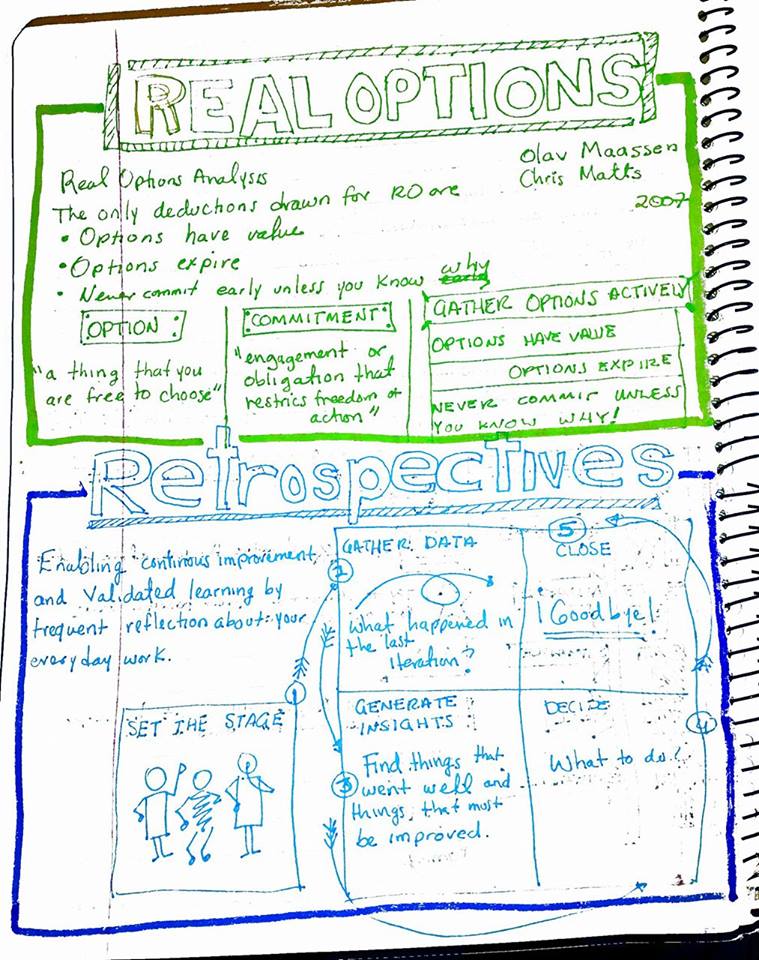 REAL OPTIONS
Olav Maassen
Chris Matts
2007
Real Options Analysis
The only deductions drawn for RO are
• Options have value
• Options expire
• Never commit early unless you know why
OPTION
"a thing that you
are free to choose"
COMMITMENT
"engagement or
obligation that
restricts freedom of
action"
GATHER OPTIONS ACTIVELY
OPTIONS HAVE VALUE
OPTIONS EXPIRE
NEVER COMMIT UNLESS
YOU KNOW WHY!
Retrospectives
Enabling continous improvement
and validated learning by
frequent reflection about your
everyday work.
1
SET THE STAGE
2
GATHER DATA
What happened in
the last
iteration?
3
GENERATE
INSIGHTS
Find things that
went well and
things, that must
be improved.
4
DECIDE
What to do?
5
CLOSE
¡Goodbye!